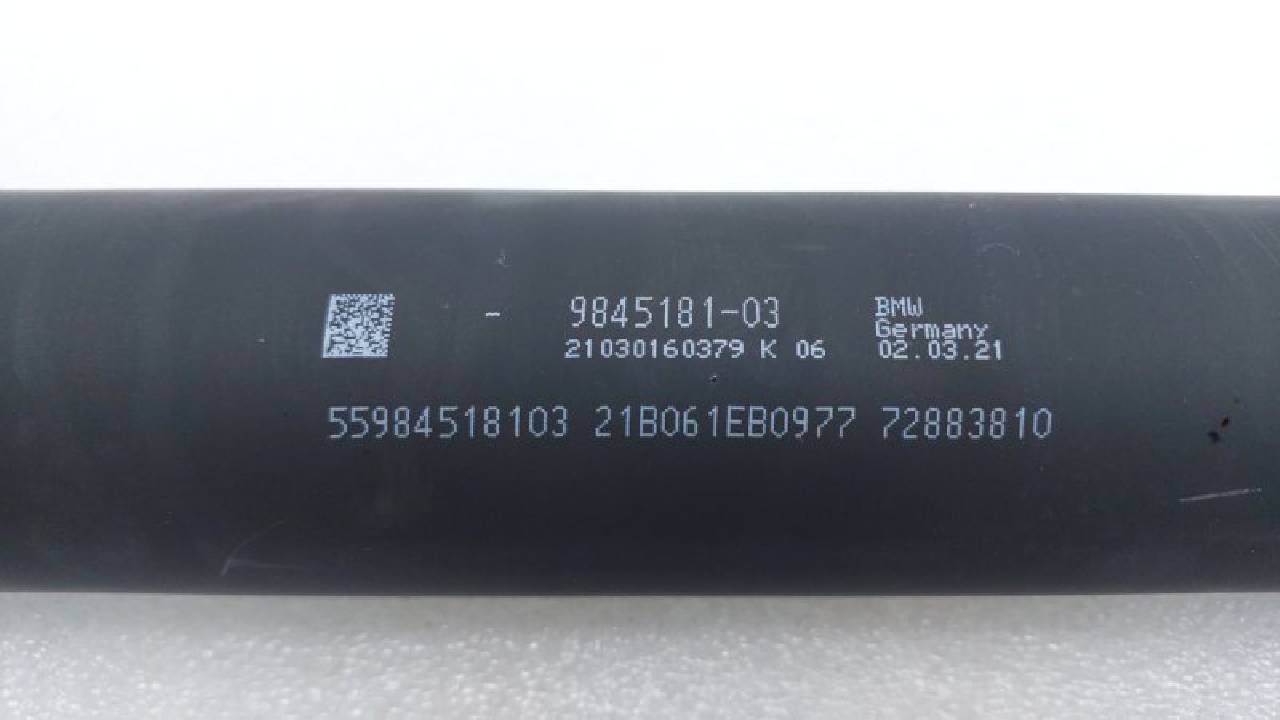 - 9845181-03
21030160379 K 06
BMW
Germany
02.03.21
55984518103 21B061EB0977 72883810